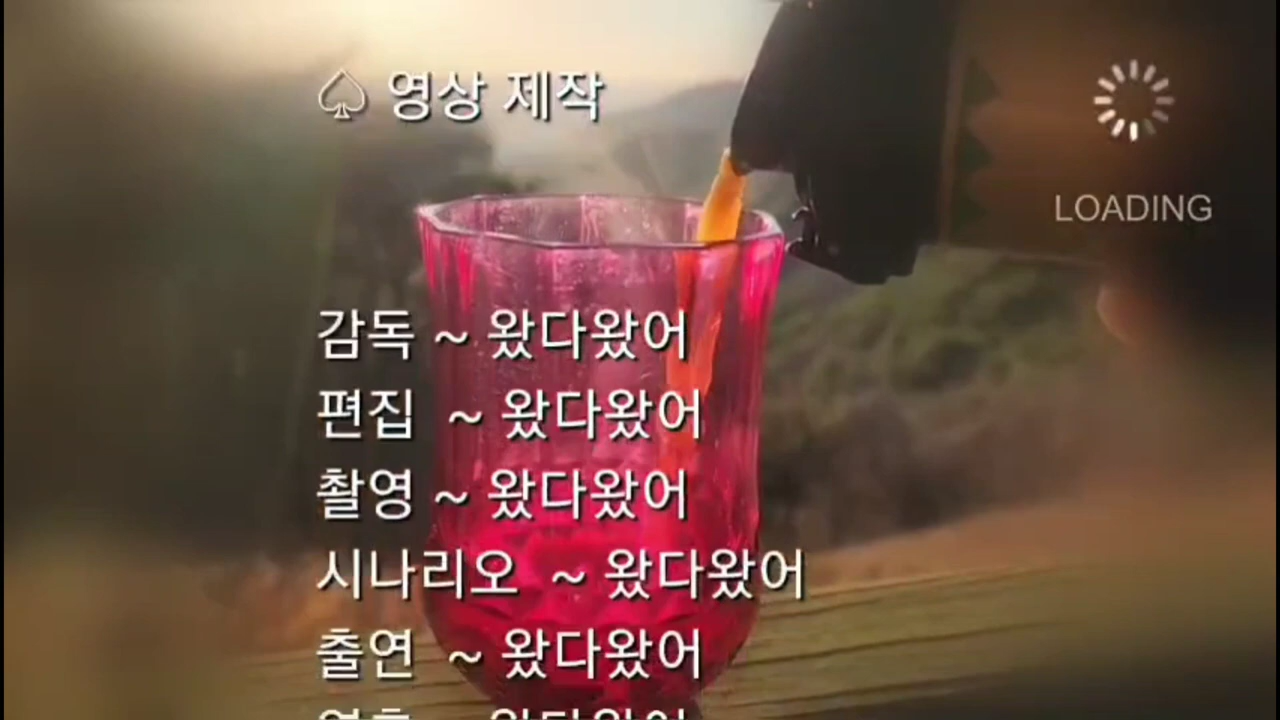 ♤ 영상 제작
LOADING
감독 ~ 왔다왔어
편집 ~ 왔다왔어
촬영 ~ 왔다왔어
시나리오 ~ 왔다왔어
출연 ~ 왔다왔어